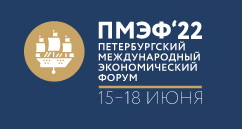 ПМЭФ'22
ПЕТЕРБУРГСКИЙ
МЕЖДУНАРОДНЫЙ
ЭКОНОМИЧЕСКИЙ
ФОРУМ
15–18 ИЮНЯ